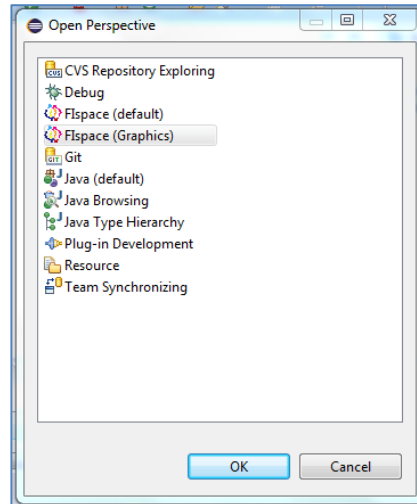 Open Perspective
CVS Repository Exploring
Debug
FIspace (default)
FIspace (Graphics)
Git
Java (default)
Java Browsing
Java Type Hierarchy
Plug-in Development
Resource
Team Synchronizing
OK
Cancel